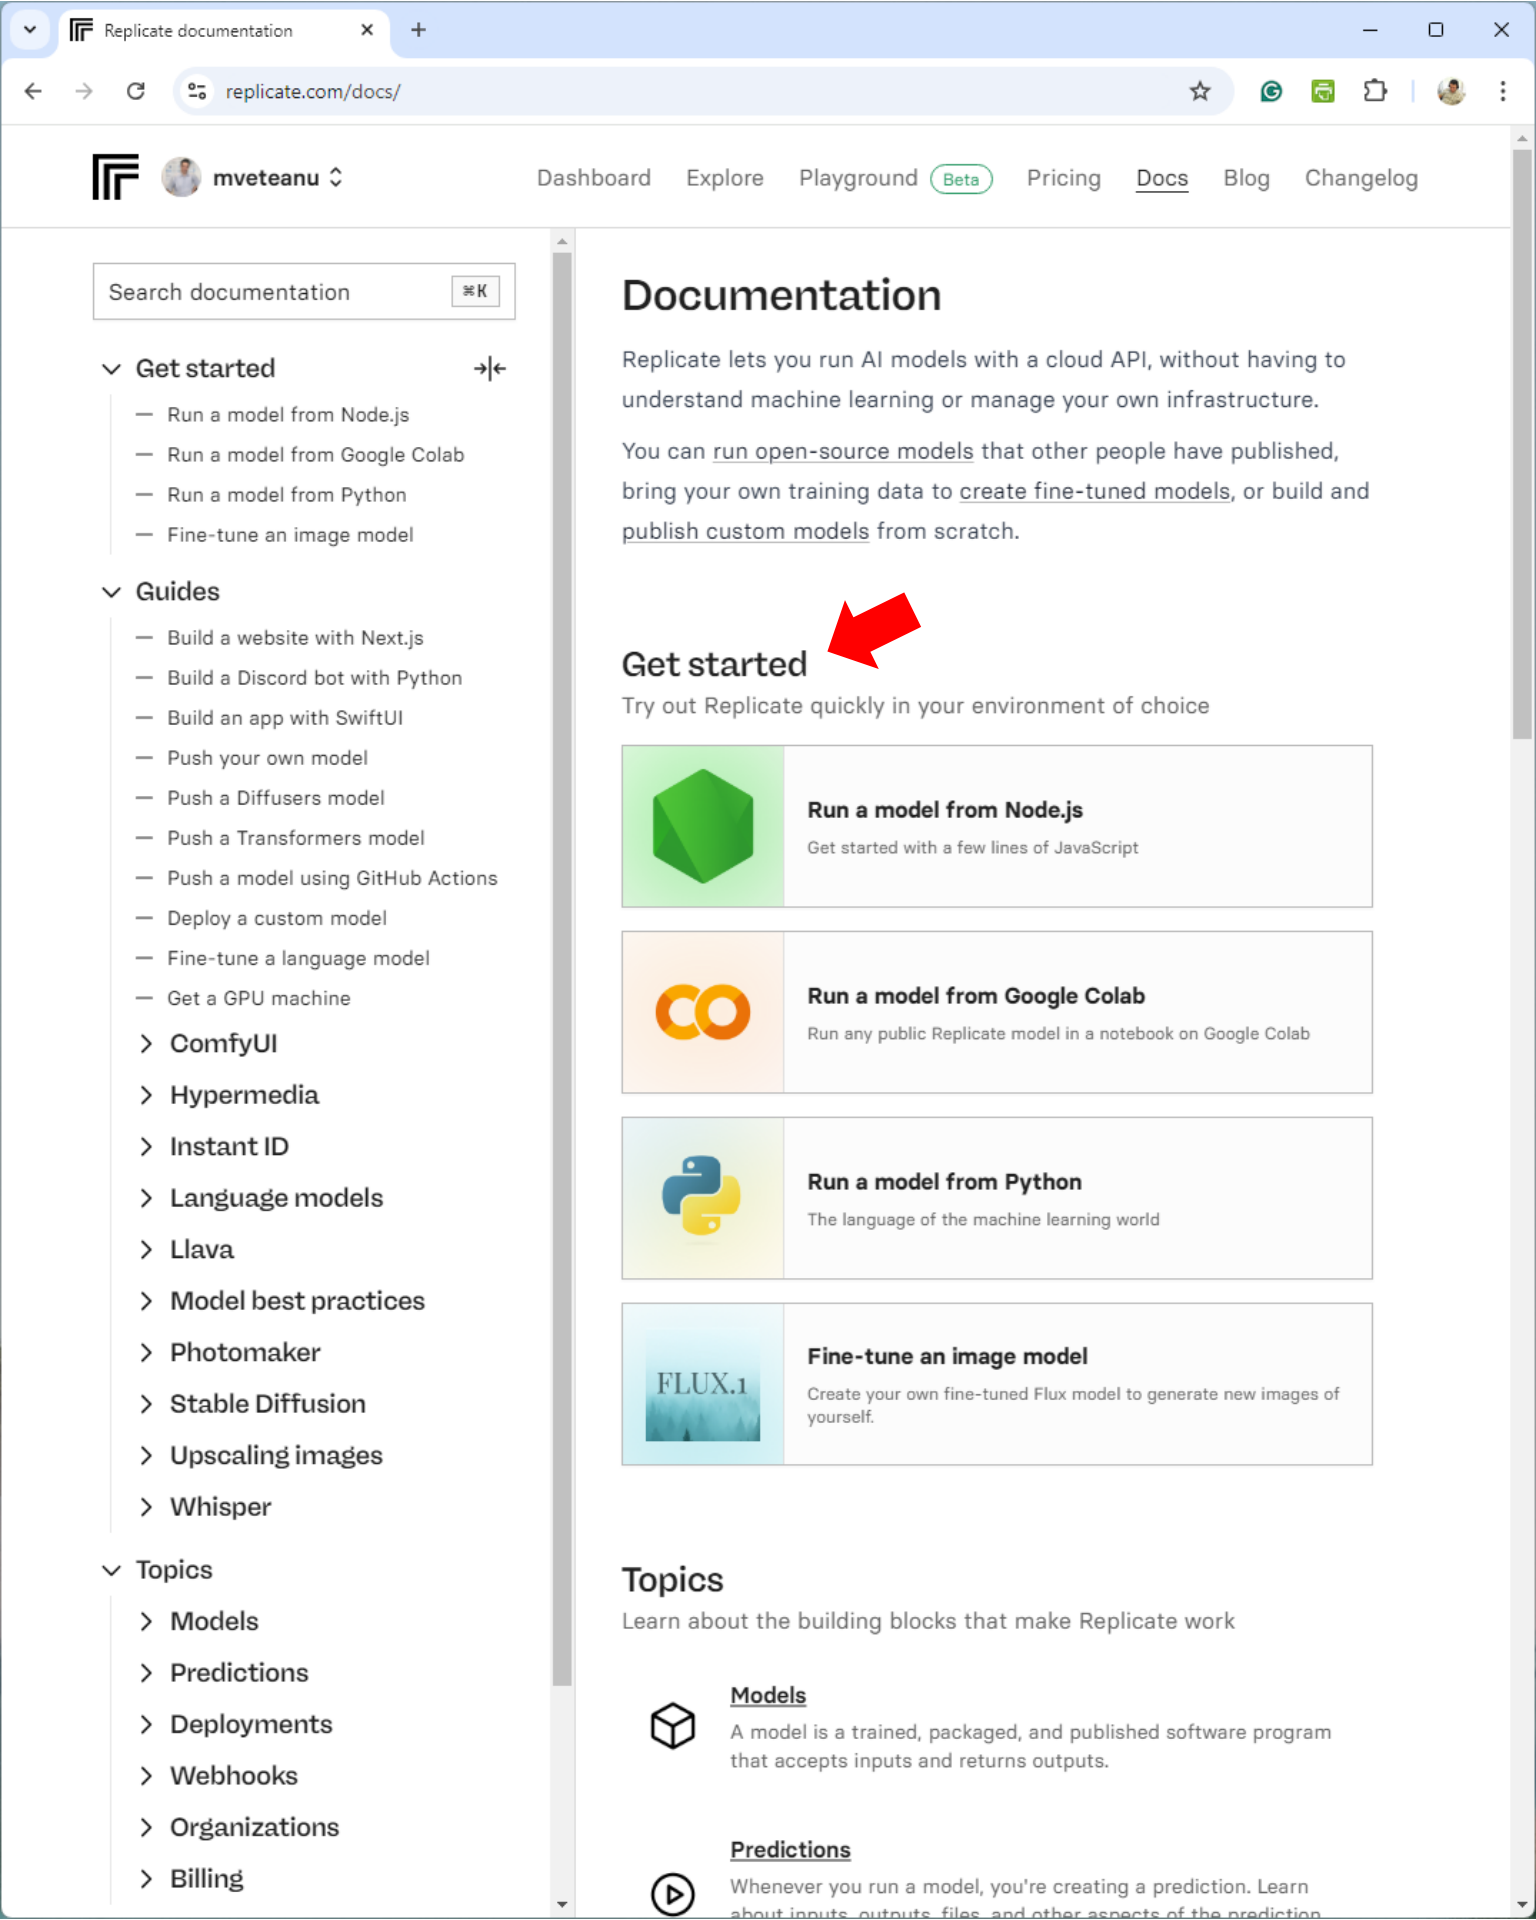 Replicate documentation
replicate.com/docs/
mveteanu
Dashboard
Explore
Playground
Beta
Pricing
Docs
Blog
Changelog
Search documentation
⌘K
Get started
Run a model from Node.js
Run a model from Google Colab
Run a model from Python
Fine-tune an image model
Guides
Build a website with Next.js
Build a Discord bot with Python
Build an app with SwiftUI
Push your own model
Push a Diffusers model
Push a Transformers model
Push a model using GitHub Actions
Deploy a custom model
Fine-tune a language model
Get a GPU machine
ComfyUI
Hypermedia
Instant ID
Language models
Llava
Model best practices
Photomaker
Stable Diffusion
Upscaling images
Whisper
Topics
Models
Predictions
Deployments
Webhooks
Organizations
Billing
Documentation
Replicate lets you run AI models with a cloud API, without having to
understand machine learning or manage your own infrastructure.
You can run open-source models that other people have published,
bring your own training data to create fine-tuned models, or build and
publish custom models from scratch.
Get started
Try out Replicate quickly in your environment of choice
Run a model from Node.js
Get started with a few lines of JavaScript
Run a model from Google Colab
Run any public Replicate model in a notebook on Google Colab
Run a model from Python
The language of the machine learning world
FLUX.1
Fine-tune an image model
Create your own fine-tuned Flux model to generate new images of
yourself.
Topics
Learn about the building blocks that make Replicate work
Models
A model is a trained, packaged, and published software program
that accepts inputs and returns outputs.
Predictions
Whenever you run a model, you're creating a prediction. Learn
about inputs, outputs, files, and other aspects of the prediction